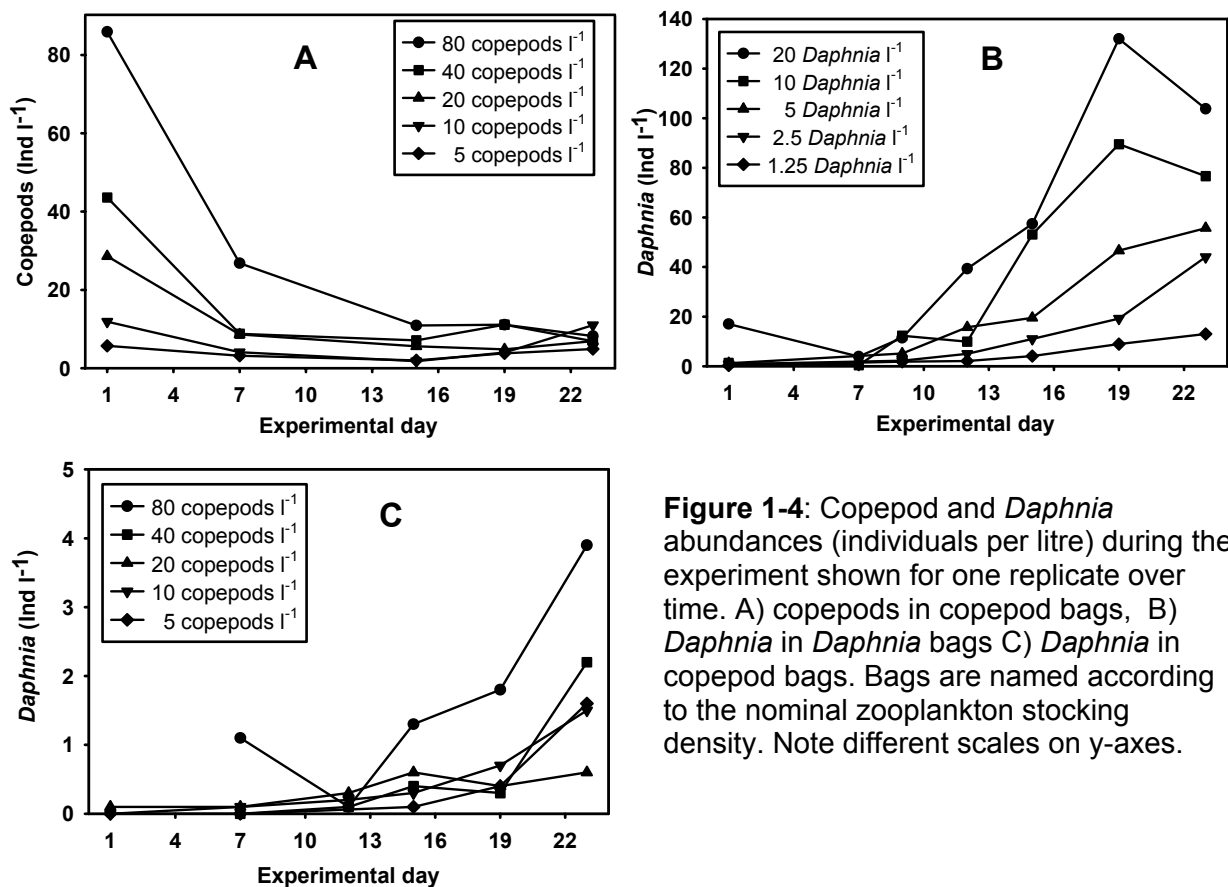 A
80 copepods l⁻¹
40 copepods l⁻¹
20 copepods l⁻¹
10 copepods l⁻¹
5 copepods l⁻¹
Copepods (Ind l⁻¹)
80
60
40
20
0
1 4 7 10 13 16 19 22
Experimental day
B
20 Daphnia l⁻¹
10 Daphnia l⁻¹
5 Daphnia l⁻¹
2.5 Daphnia l⁻¹
1.25 Daphnia l⁻¹
Daphnia (Ind l⁻¹)
140
120
100
80
60
40
20
0
1 4 7 10 13 16 19 22
Experimental day
C
80 copepods l⁻¹
40 copepods l⁻¹
20 copepods l⁻¹
10 copepods l⁻¹
5 copepods l⁻¹
Daphnia (Ind l⁻¹)
5
4
3
2
1
0
1 4 7 10 13 16 19 22
Experimental day
Figure 1-4: Copepod and Daphnia
abundances (individuals per litre) during the
experiment shown for one replicate over
time. A) copepods in copepod bags, B)
Daphnia in Daphnia bags C) Daphnia in
copepod bags. Bags are named according
to the nominal zooplankton stocking
density. Note different scales on y-axes.